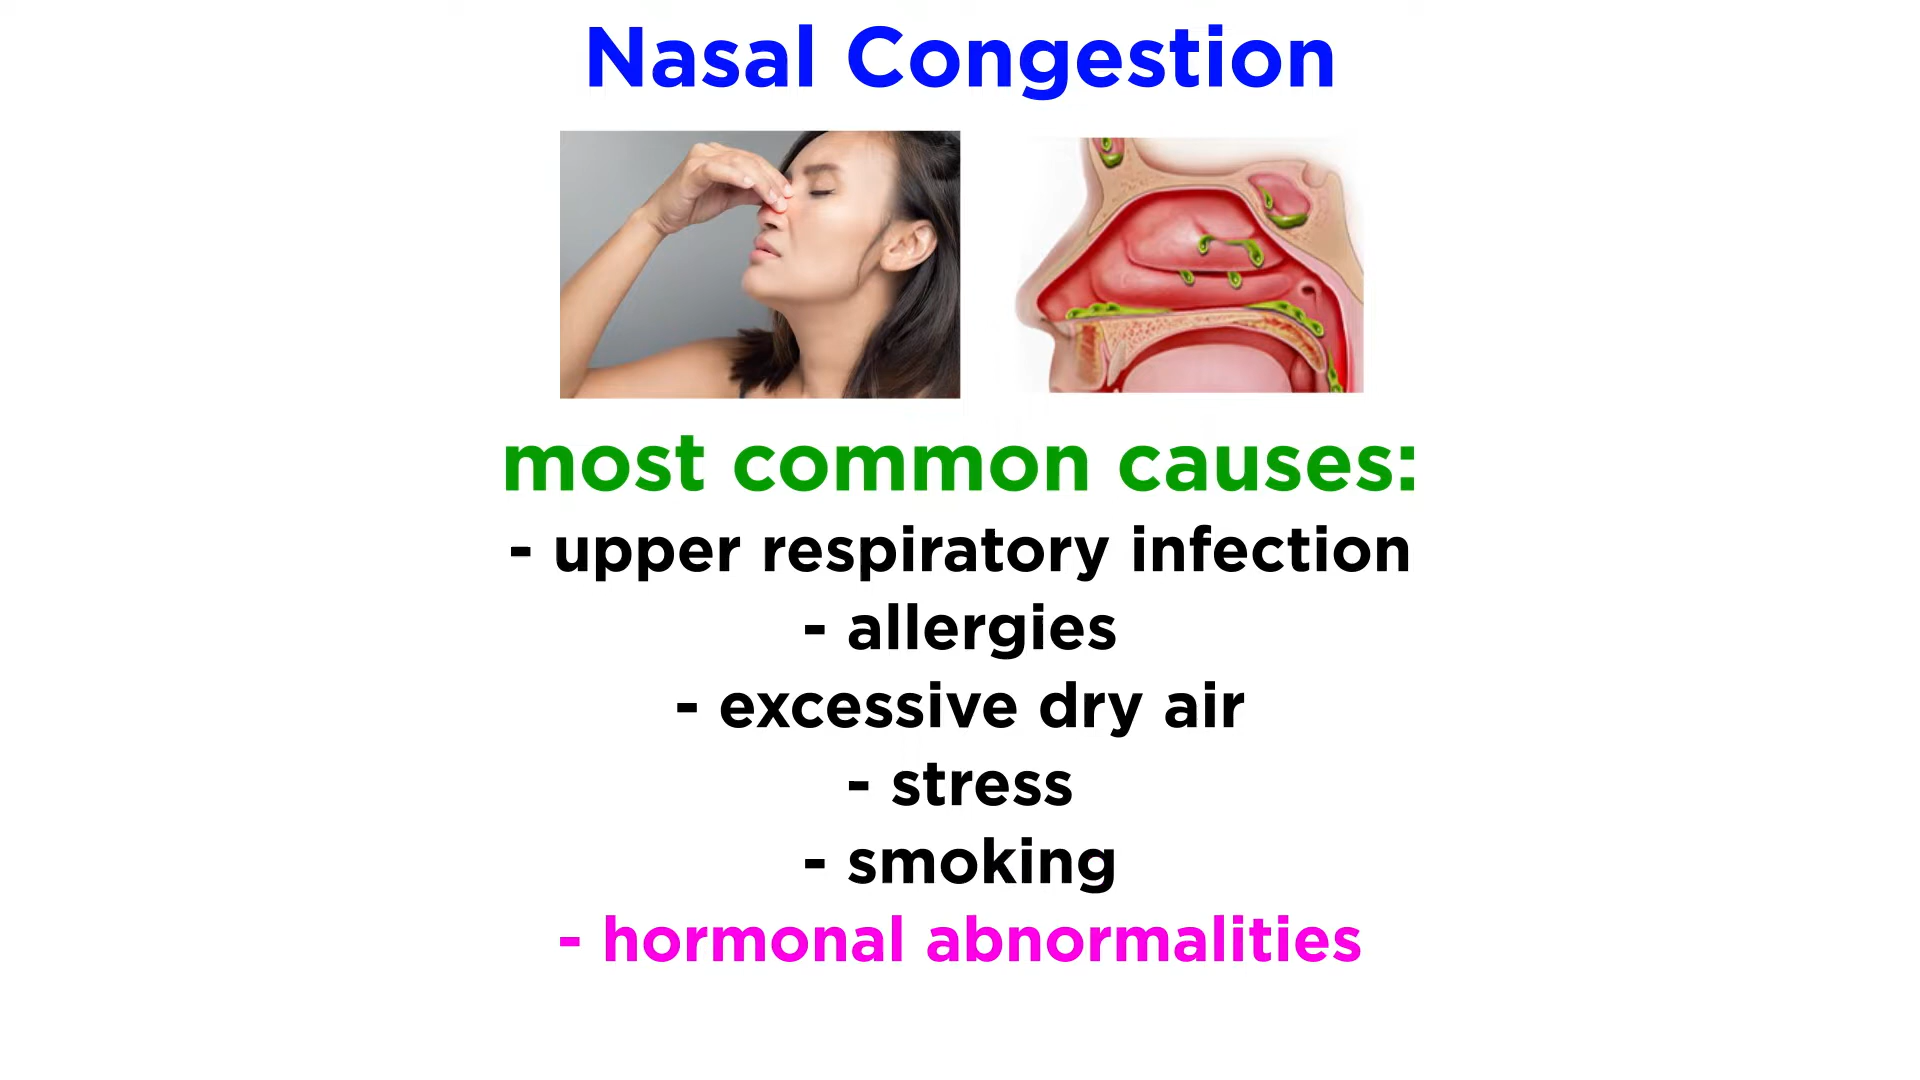 Nasal Congestion
most common causes:
- upper respiratory infection
- allergies
- excessive dry air
- stress
- smoking
- hormonal abnormalities